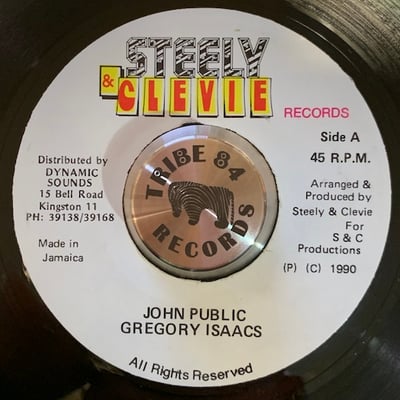 STEELY
& CLEVIE
RECORDS
Side A
45 R.P.M.
Distributed by
DYNAMIC
SOUNDS
15 Bell Road
Kingston 11
PH: 39138/39168
Made in
Jamaica
TRIBE 84
RECORDS
Arranged &
Produced by
Steely & Clevie
For
S & C
Productions
(P) (C) 1990
JOHN PUBLIC
GREGORY ISAACS
All Rights Reserved